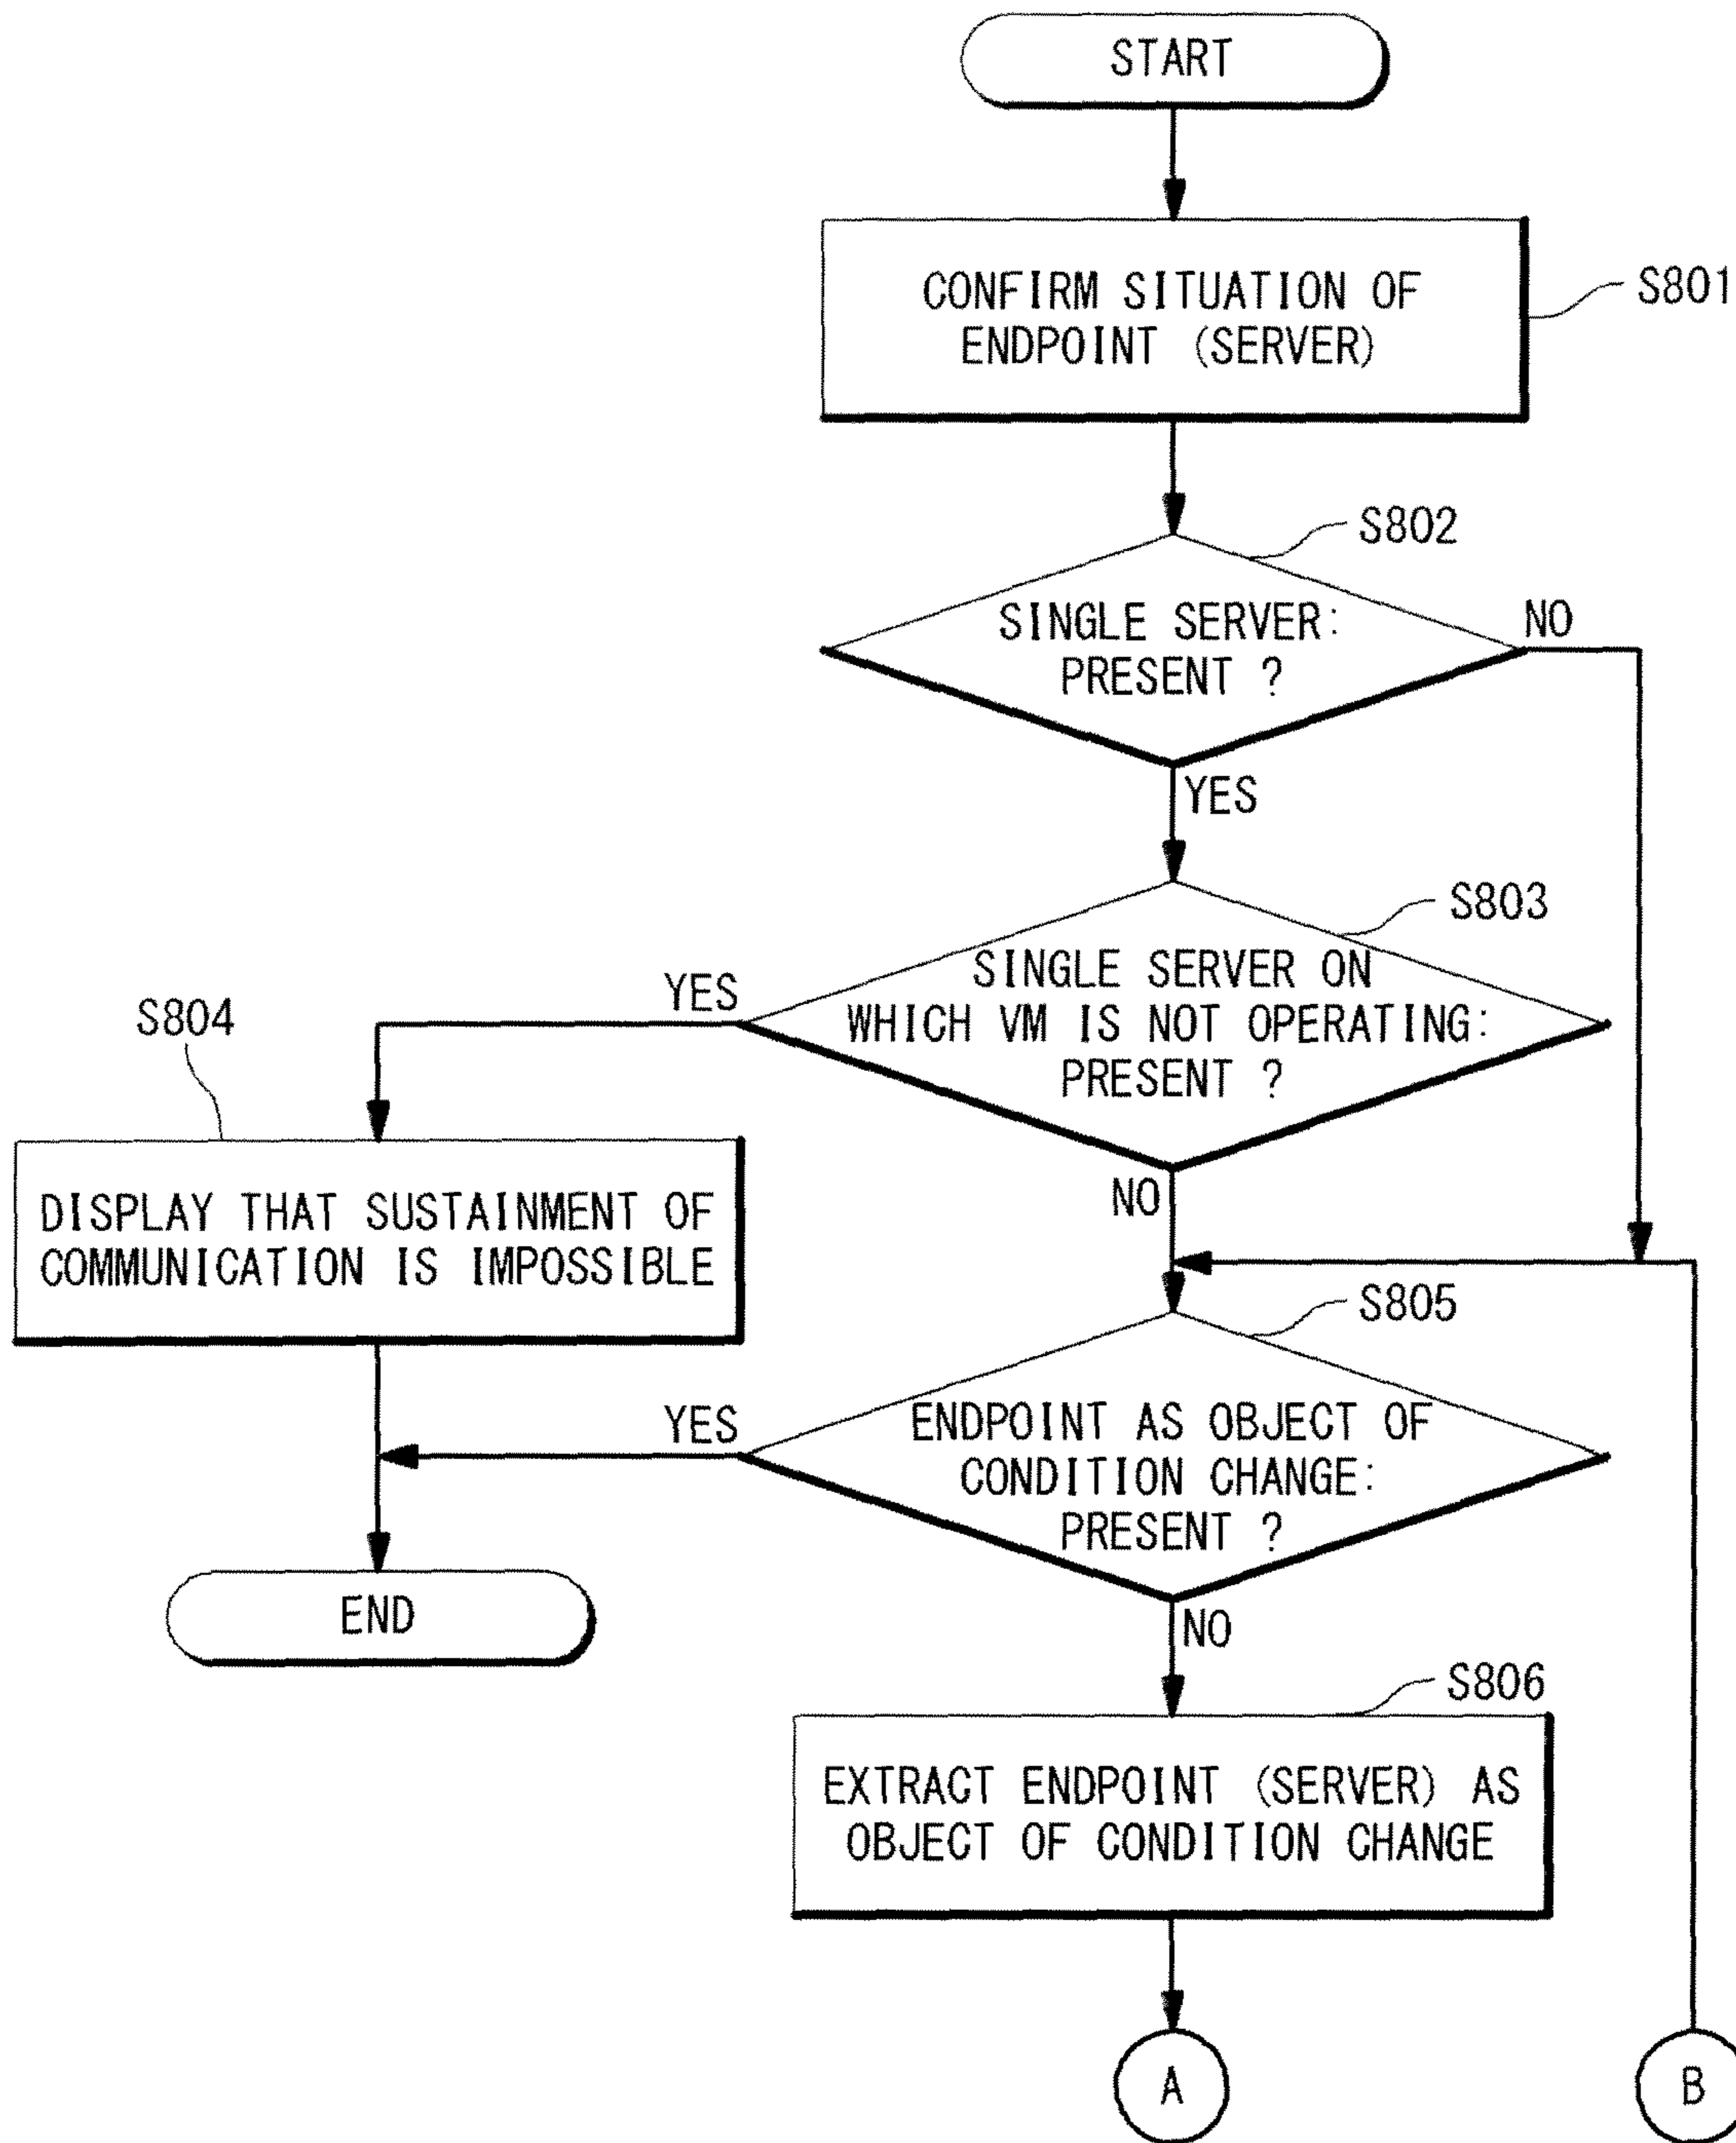 START
CONFIRM SITUATION OF
ENDPOINT (SERVER)
S801
S802
SINGLE SERVER:
PRESENT ?
NO
YES
S803
SINGLE SERVER ON
WHICH VM IS NOT OPERATING:
PRESENT ?
YES
NO
S804
DISPLAY THAT SUSTAINMENT OF
COMMUNICATION IS IMPOSSIBLE
S805
ENDPOINT AS OBJECT OF
CONDITION CHANGE:
PRESENT ?
YES
NO
END
S806
EXTRACT ENDPOINT (SERVER) AS
OBJECT OF CONDITION CHANGE
A
B